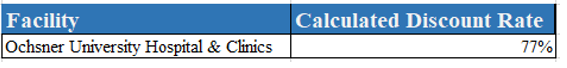 Facility Calculated Discount Rate
Ochsner University Hospital & Clinics 77%